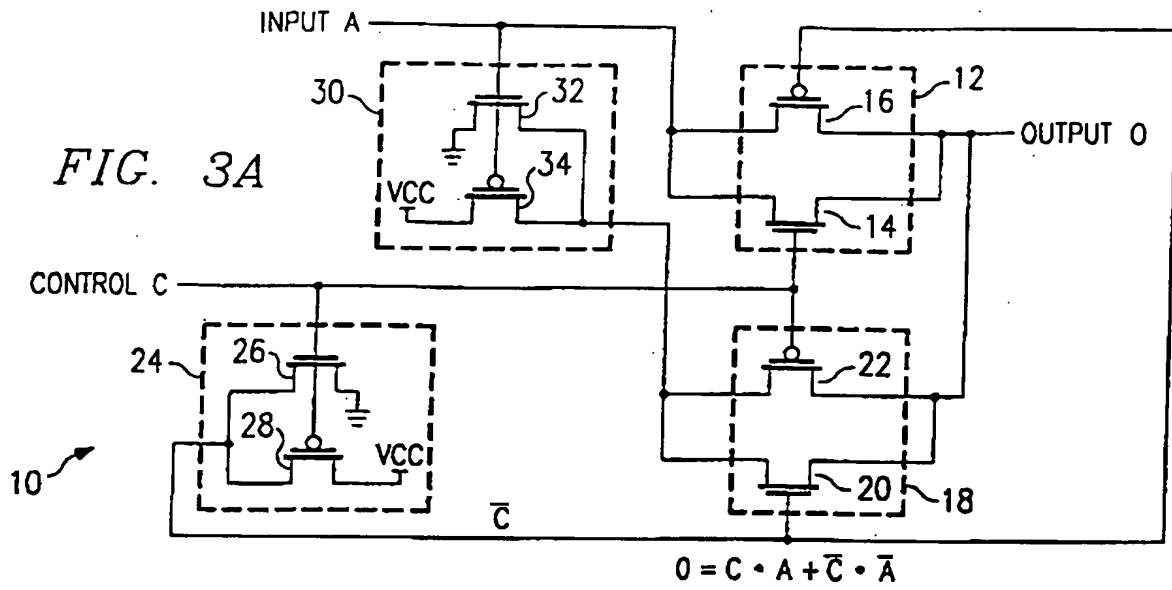 INPUT A
30
32
12
16
OUTPUT O
FIG. 3A
34
VCC
14
CONTROL C
24
26
22
28
VCC
10
20
18
C̅
O = C • A + C̅ • A̅